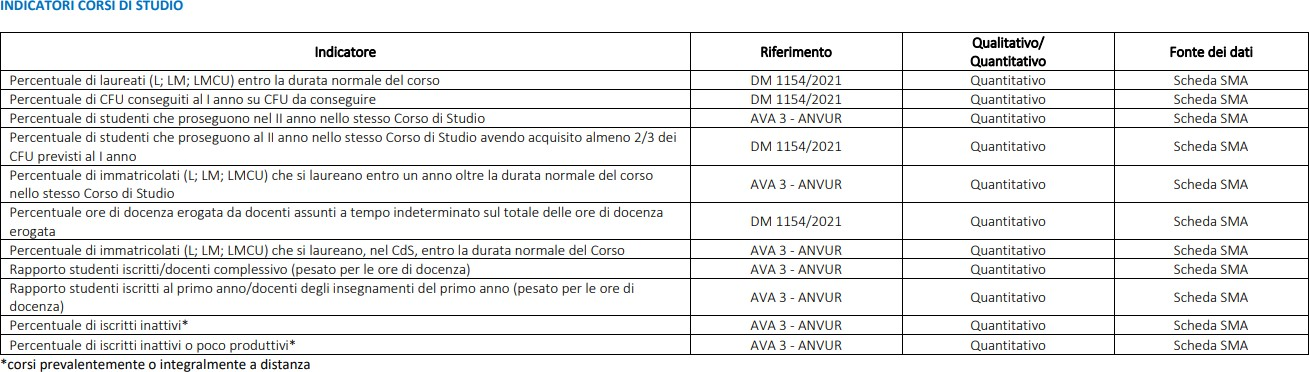 INDICATORI CORSI DI STUDIO
Indicatore Riferimento Qualitativo/
Quantitativo Fonte dei dati
Percentuale di laureati (L; LM; LMCU) entro la durata normale del corso DM 1154/2021 Quantitativo Scheda SMA
Percentuale di CFU conseguiti al I anno su CFU da conseguire DM 1154/2021 Quantitativo Scheda SMA
Percentuale di studenti che proseguono nel II anno nello stesso Corso di Studio AVA 3 - ANVUR Quantitativo Scheda SMA
Percentuale di studenti che proseguono al II anno nello stesso Corso di Studio avendo acquisito almeno 2/3 dei
CFU previsti al I anno DM 1154/2021 Quantitativo Scheda SMA
Percentuale di immatricolati (L; LM; LMCU) che si laureano entro un anno oltre la durata normale del corso
nello stesso Corso di Studio AVA 3 - ANVUR Quantitativo Scheda SMA
Percentuale ore di docenza erogata da docenti assunti a tempo indeterminato sul totale delle ore di docenza
erogata DM 1154/2021 Quantitativo Scheda SMA
Percentuale di immatricolati (L; LM; LMCU) che si laureano, nel CdS, entro la durata normale del Corso AVA 3 - ANVUR Quantitativo Scheda SMA
Rapporto studenti iscritti/docenti complessivo (pesato per le ore di docenza) AVA 3 - ANVUR Quantitativo Scheda SMA
Rapporto studenti iscritti al primo anno/docenti degli insegnamenti del primo anno (pesato per le ore di
docenza) AVA 3 - ANVUR Quantitativo Scheda SMA
Percentuale di iscritti inattivi* AVA 3 - ANVUR Quantitativo Scheda SMA
Percentuale di iscritti inattivi o poco produttivi* AVA 3 - ANVUR Quantitativo Scheda SMA
*corsi prevalentemente o integralmente a distanza